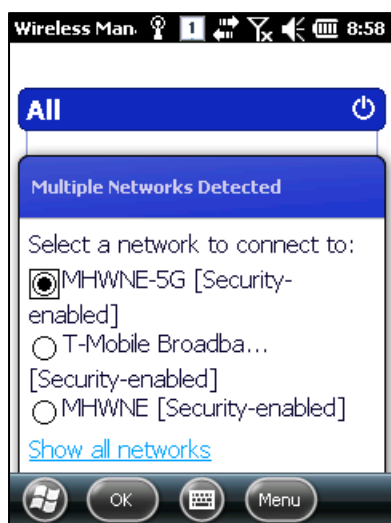 Wireless Man. 1 8:58
All
Multiple Networks Detected
Select a network to connect to:
MHWNE-5G [Security-
enabled]
T-Mobile Broadba...
[Security-enabled]
MHWNE [Security-enabled]
Show all networks
OK Menu